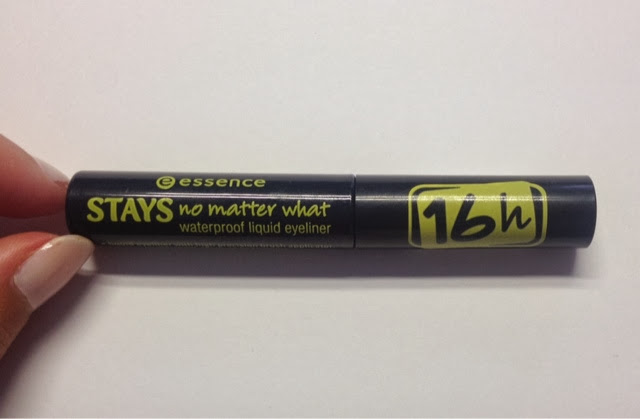 essence
STAYS no matter what
waterproof liquid eyeliner
16h